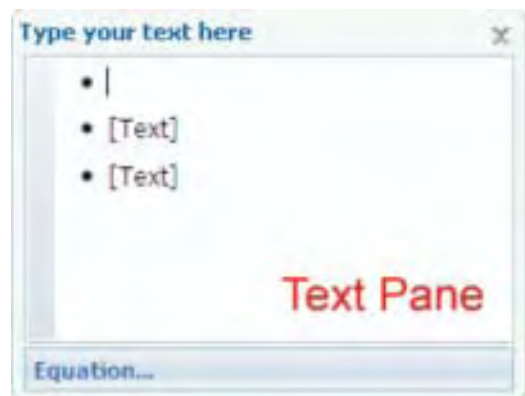 Type your text here
• |
• [Text]
• [Text]
Text Pane
Equation...